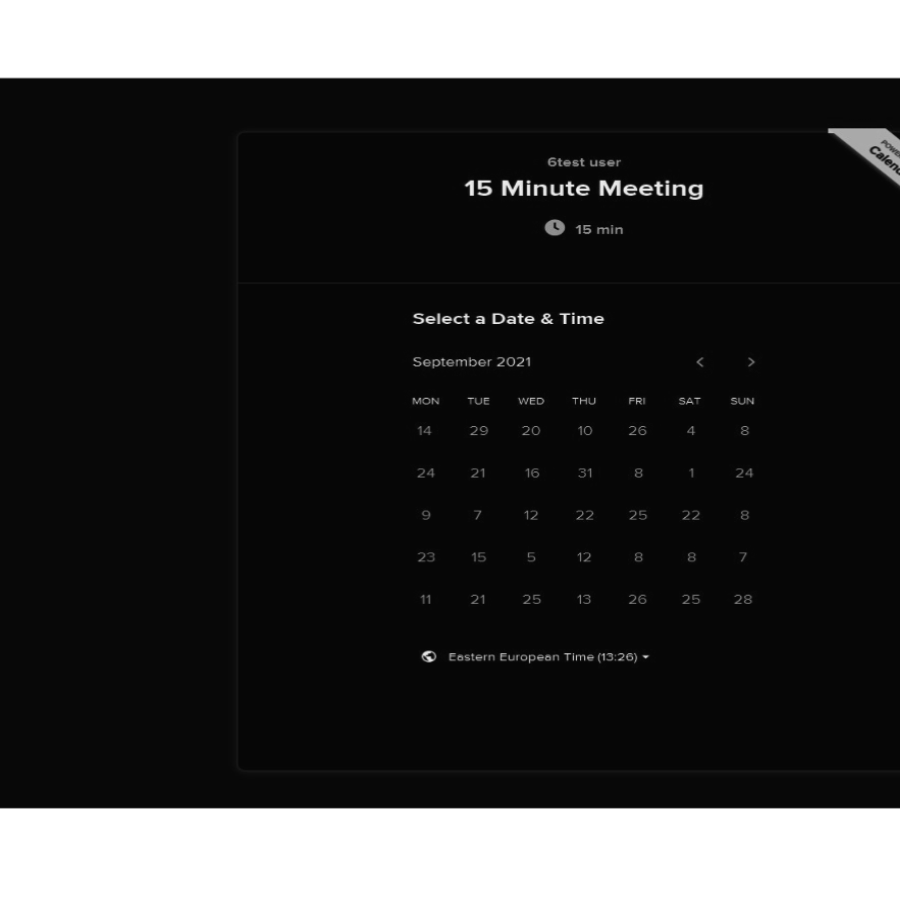 6test user
15 Minute Meeting
15 min
Select a Date & Time
September 2021
MON TUE WED THU FRI SAT SUN
14 29 20 10 26 4 8
24 21 16 31 8 1 24
9 7 12 22 25 22 8
23 15 5 12 8 8 7
11 21 25 13 26 25 28
Eastern European Time (13:26)